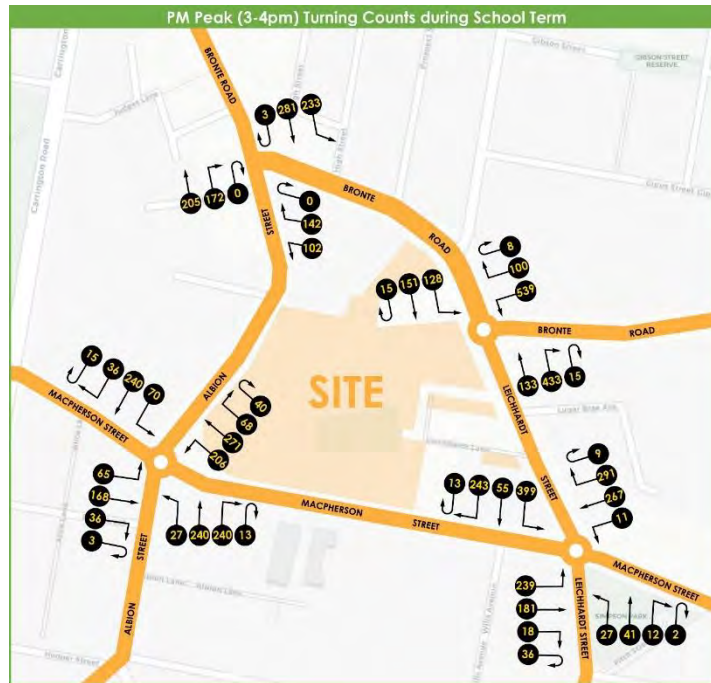 PM Peak (3-4pm) Turning Counts during School Term
Carrington Road
BRONTE ROAD
GIBSON STREET
RESERVE
3 281 233
205 172 0
0
142
102
BRONTE
ROAD
STREET
Carrington Road
8
100
539
15 151 128
BRONTE ROAD
133 433 15
15 36 240 70
ALBION
SITE
40
68
271
206
MACPHERSON STREET
LEICHHARDT
STREET
9
291
267
11
65
168
36
3
27 240 240 13
MACPHERSON STREET
13 243 55 399
STREET
ALBION
239
181
18
36
LEICHHARDT STREET
MACPHERSON STREET
27 41 12 2